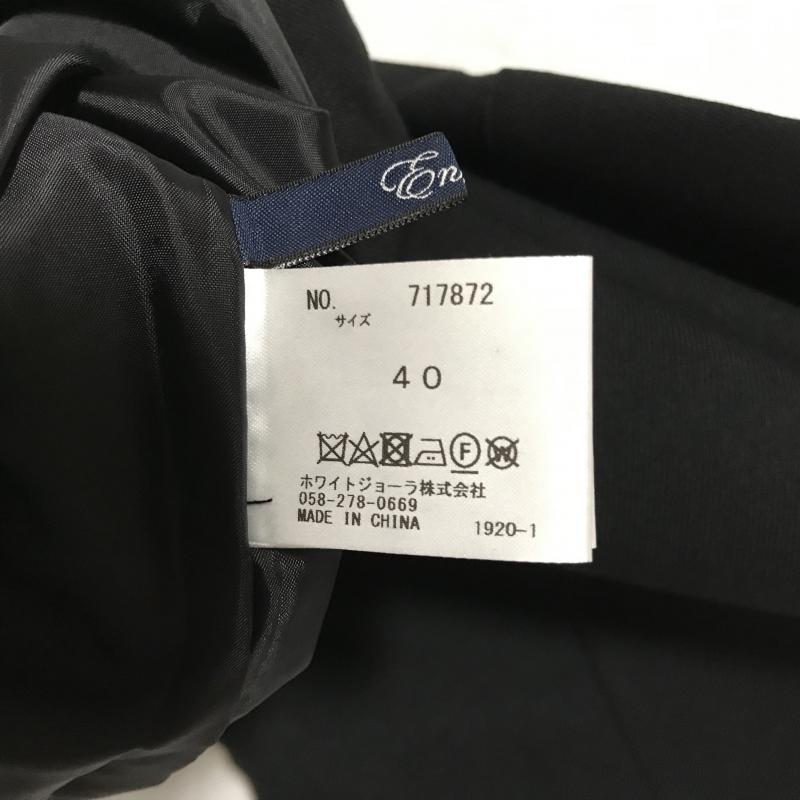 NO. 717872
サイズ
40
F W
ホワイトジョーラ株式会社
058-278-0669
MADE IN CHINA 1920-1